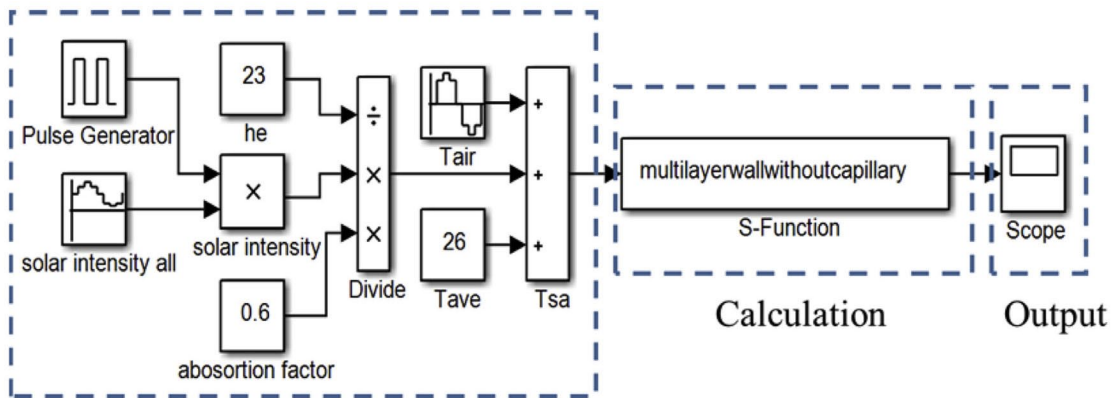 Pulse Generator
23
he
÷
Tair
+
solar intensity all
×
solar intensity
×
+
multilayerwallwithoutcapillary
S-Function
Scope
×
Divide
26
Tave
+
Tsa
0.6
abosortion factor
Calculation
Output